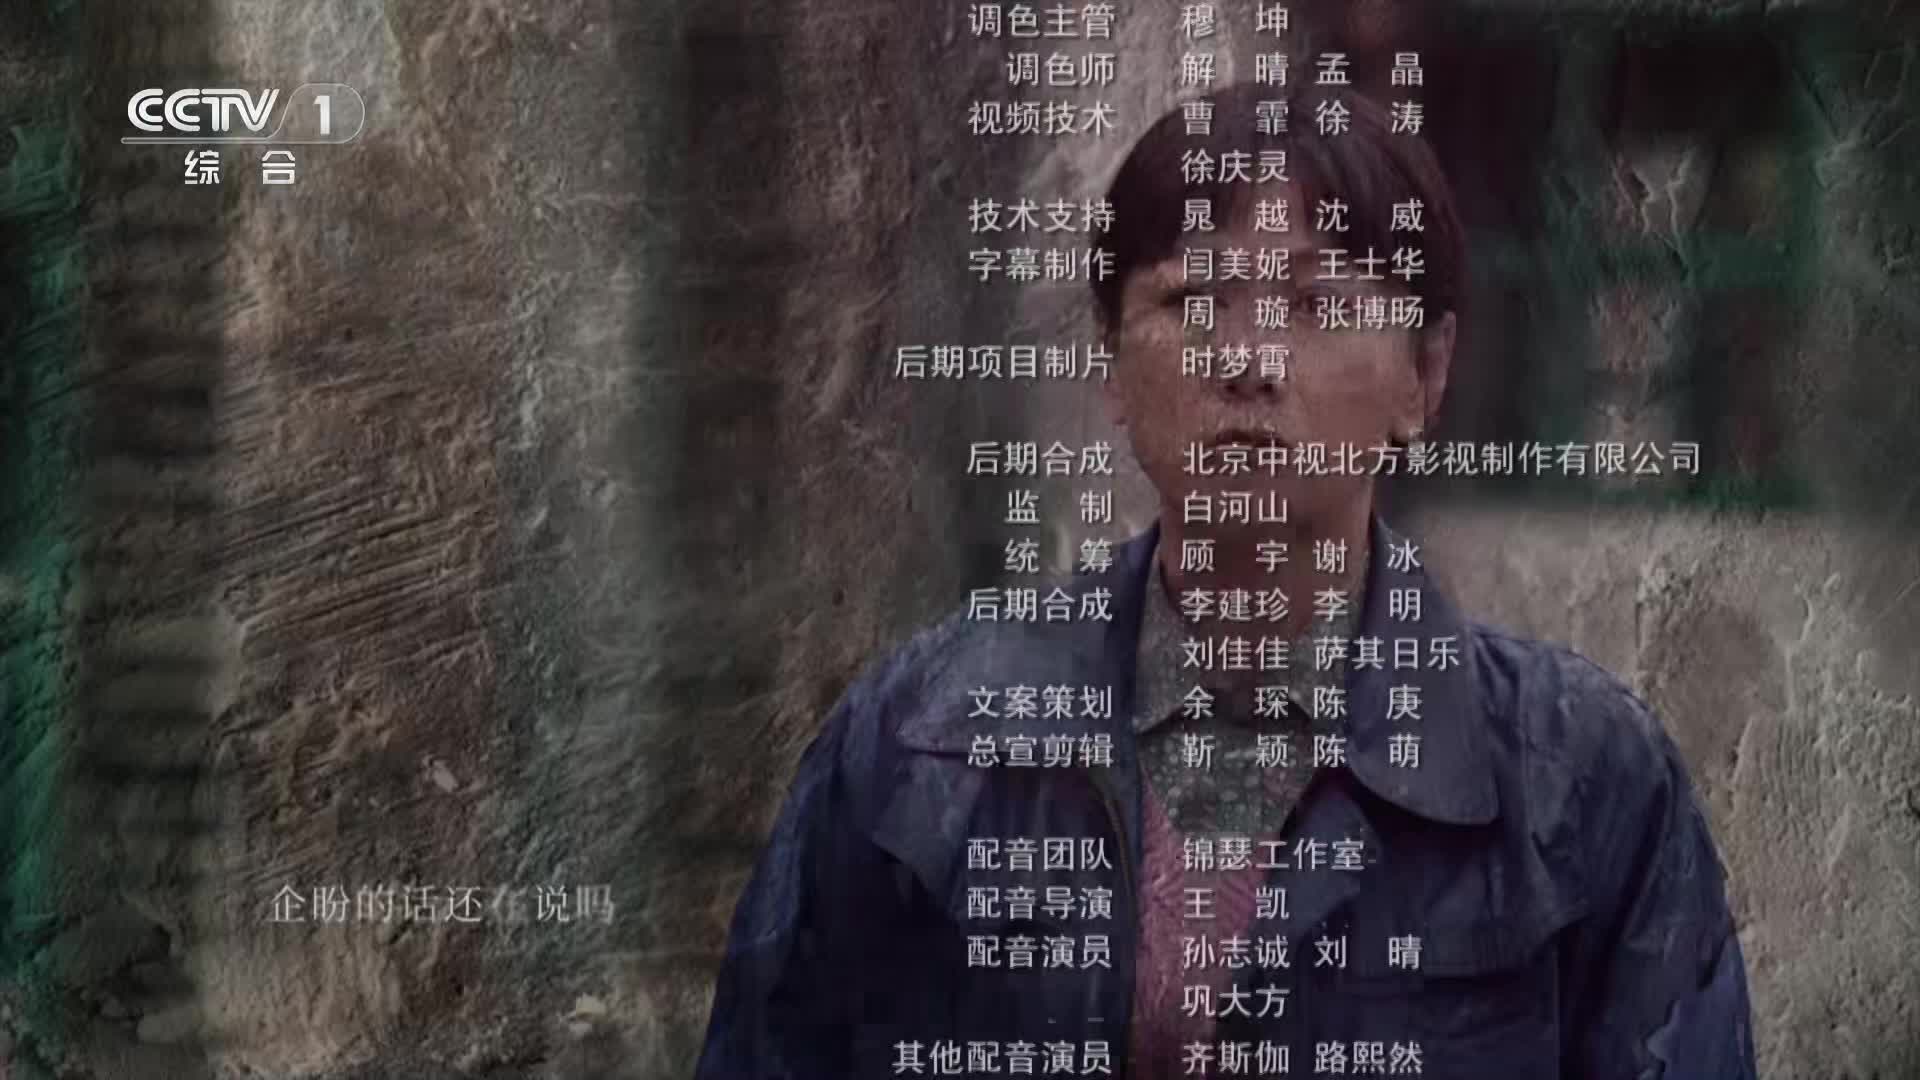 调色主管 穆 坤
调色师 解 晴 孟 晶
CCTV 1
视频技术 曹 霏 徐 涛
综 合
徐庆灵
技术支持 晁 越 沈 威
字幕制作 闫美妮 王士华
周 璇 张博旸
后期项目制片 时梦霄
后期合成 北京中视北方影视制作有限公司
监 制 白河山
统 筹 顾 宇 谢 冰
后期合成 李建珍 李 明
刘佳佳 萨其日乐
文案策划 余 琛 陈 庚
总宣剪辑 靳 颖 陈 萌
配音团队 锦瑟工作室
企盼的话还在说吗
配音导演 王 凯
配音演员 孙志诚 刘 晴
巩大方
其他配音演员 齐斯伽 路熙然